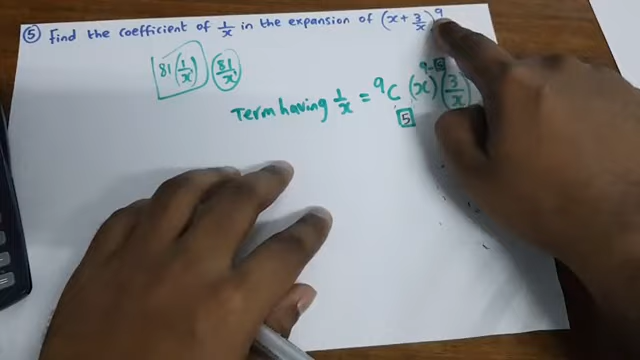 ⑤ Find the coefficient of 1/x in the expansion of (x + 3/x)⁹
81(1/x) 81/x
Term having 1/x = ⁹C₅ (x)⁹⁻⁵ (3/x)